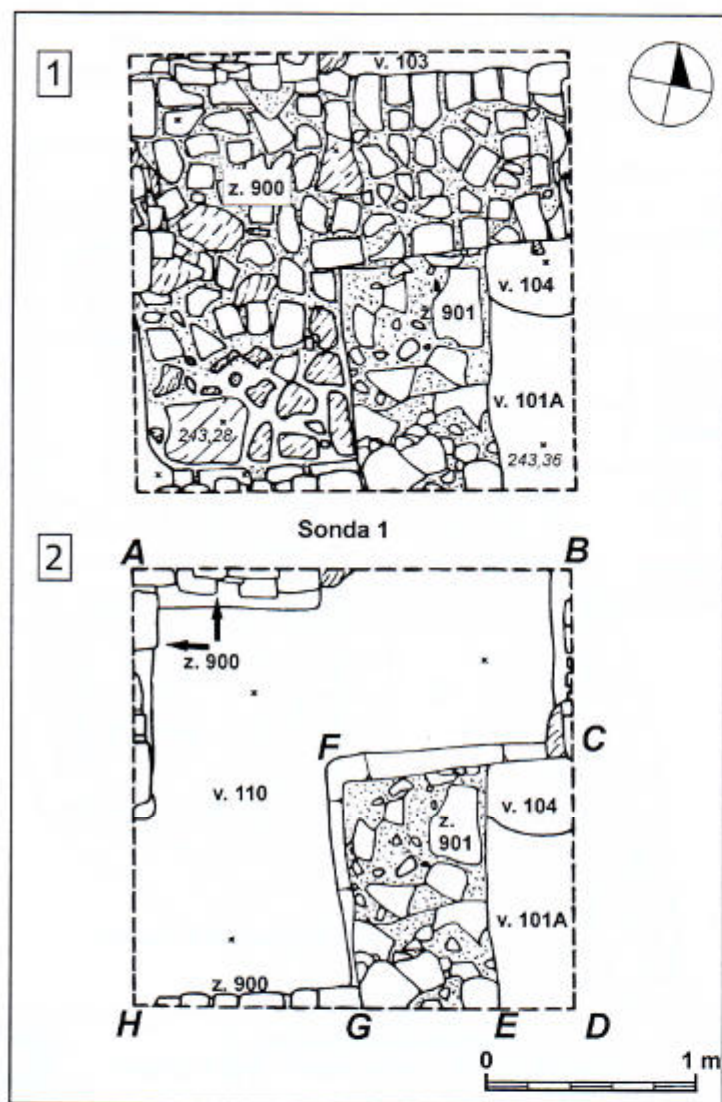 1
v. 103
z. 900
v. 104
z. 901
v. 101A
243,28
243,36
Sonda 1
2
A
B
z. 900
F
C
v. 110
v. 104
z.
901
v. 101A
z. 900
H
G
E
D
0
1 m